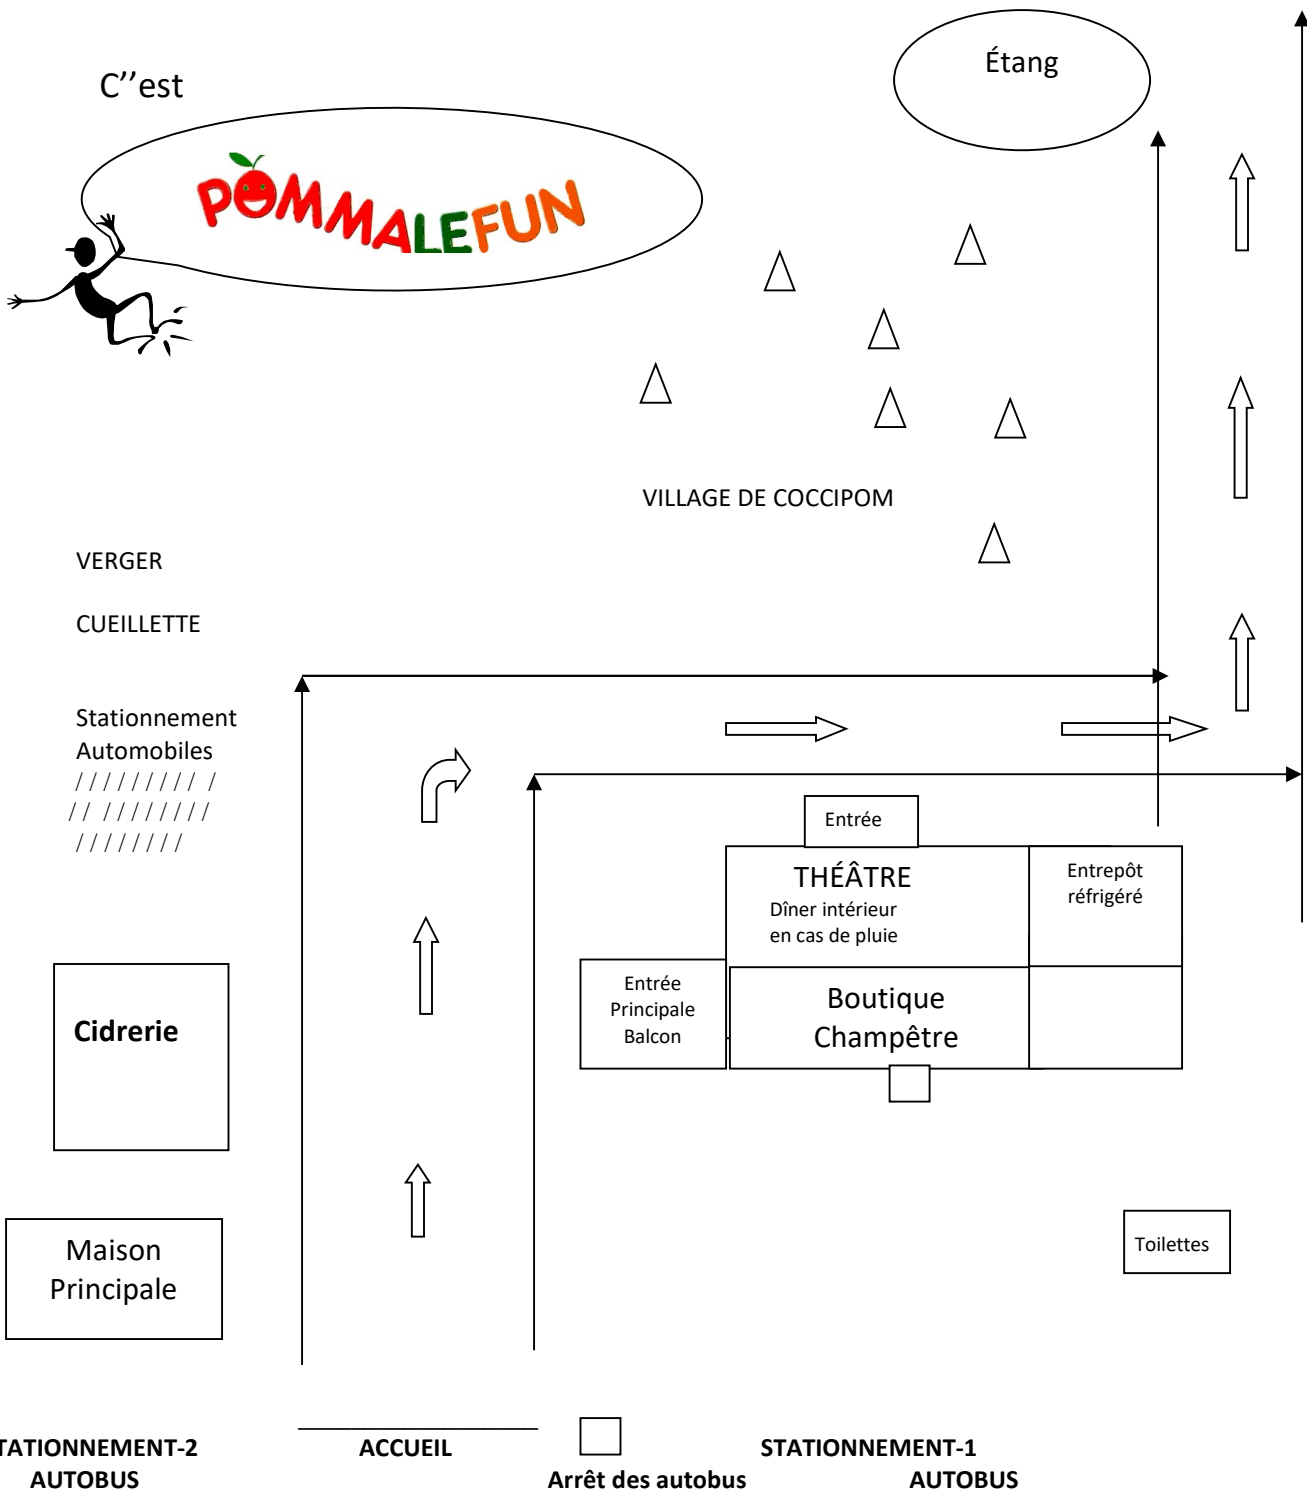 C’’est
Étang
POMMALEFUN
VILLAGE DE COCCIPOM
VERGER
CUEILLETTE
Stationnement
Automobiles
/ / / / / / / / / /
/ / / / / / / / / /
/ / / / / / / /
Entrée
THÉÂTRE
Dîner intérieur
en cas de pluie
Entrepôt
réfrigéré
Entrée
Principale
Balcon
Boutique
Champêtre
Cidrerie
Maison
Principale
Toilettes
TATIONNEMENT-2
AUTOBUS
ACCUEIL
Arrêt des autobus
STATIONNEMENT-1
AUTOBUS